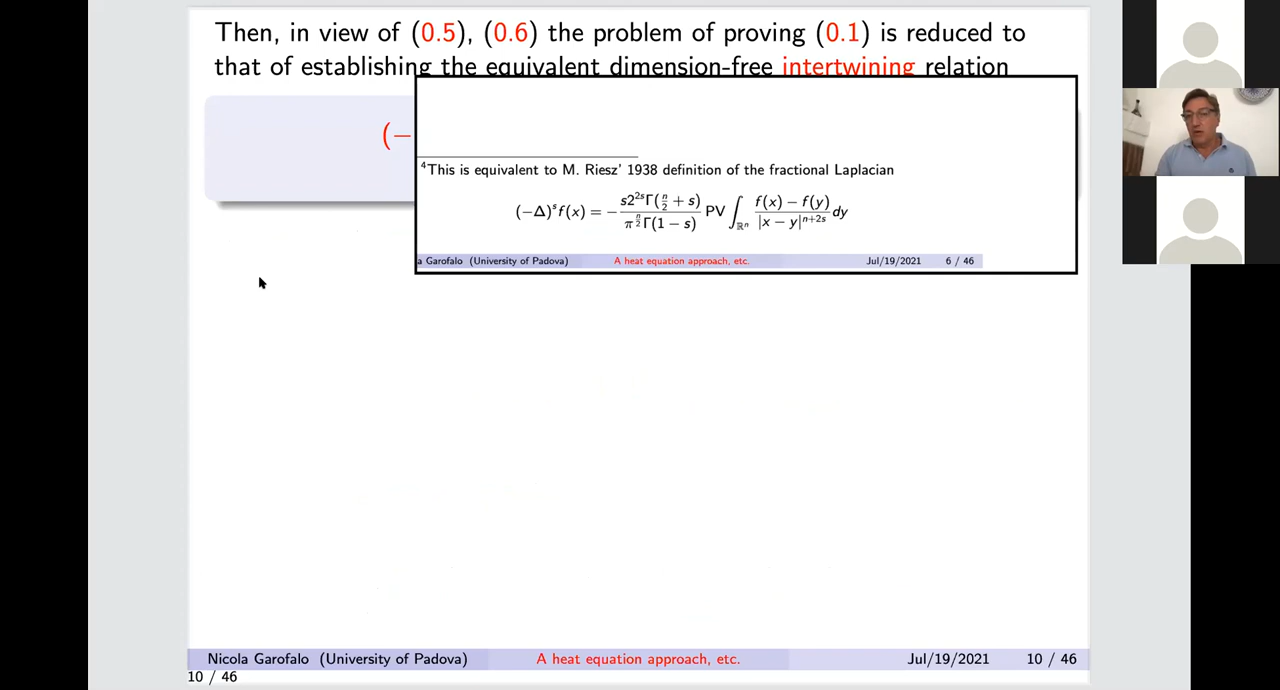 Then, in view of (0.5), (0.6) the problem of proving (0.1) is reduced to
that of establishing the equivalent dimension-free intertwining relation
(−
⁴This is equivalent to M. Riesz' 1938 definition of the fractional Laplacian
(−Δ)ˢf(x) = − s2²ˢΓ(n/2 + s) / π^{n/2}Γ(1 − s) PV ∫_{ℝⁿ} f(x) − f(y) / |x − y|ⁿ⁺²ˢ dy
a Garofalo (University of Padova) A heat equation approach, etc. Jul/19/2021 6 / 46
Nicola Garofalo (University of Padova) A heat equation approach, etc. Jul/19/2021 10 / 46
10 / 46